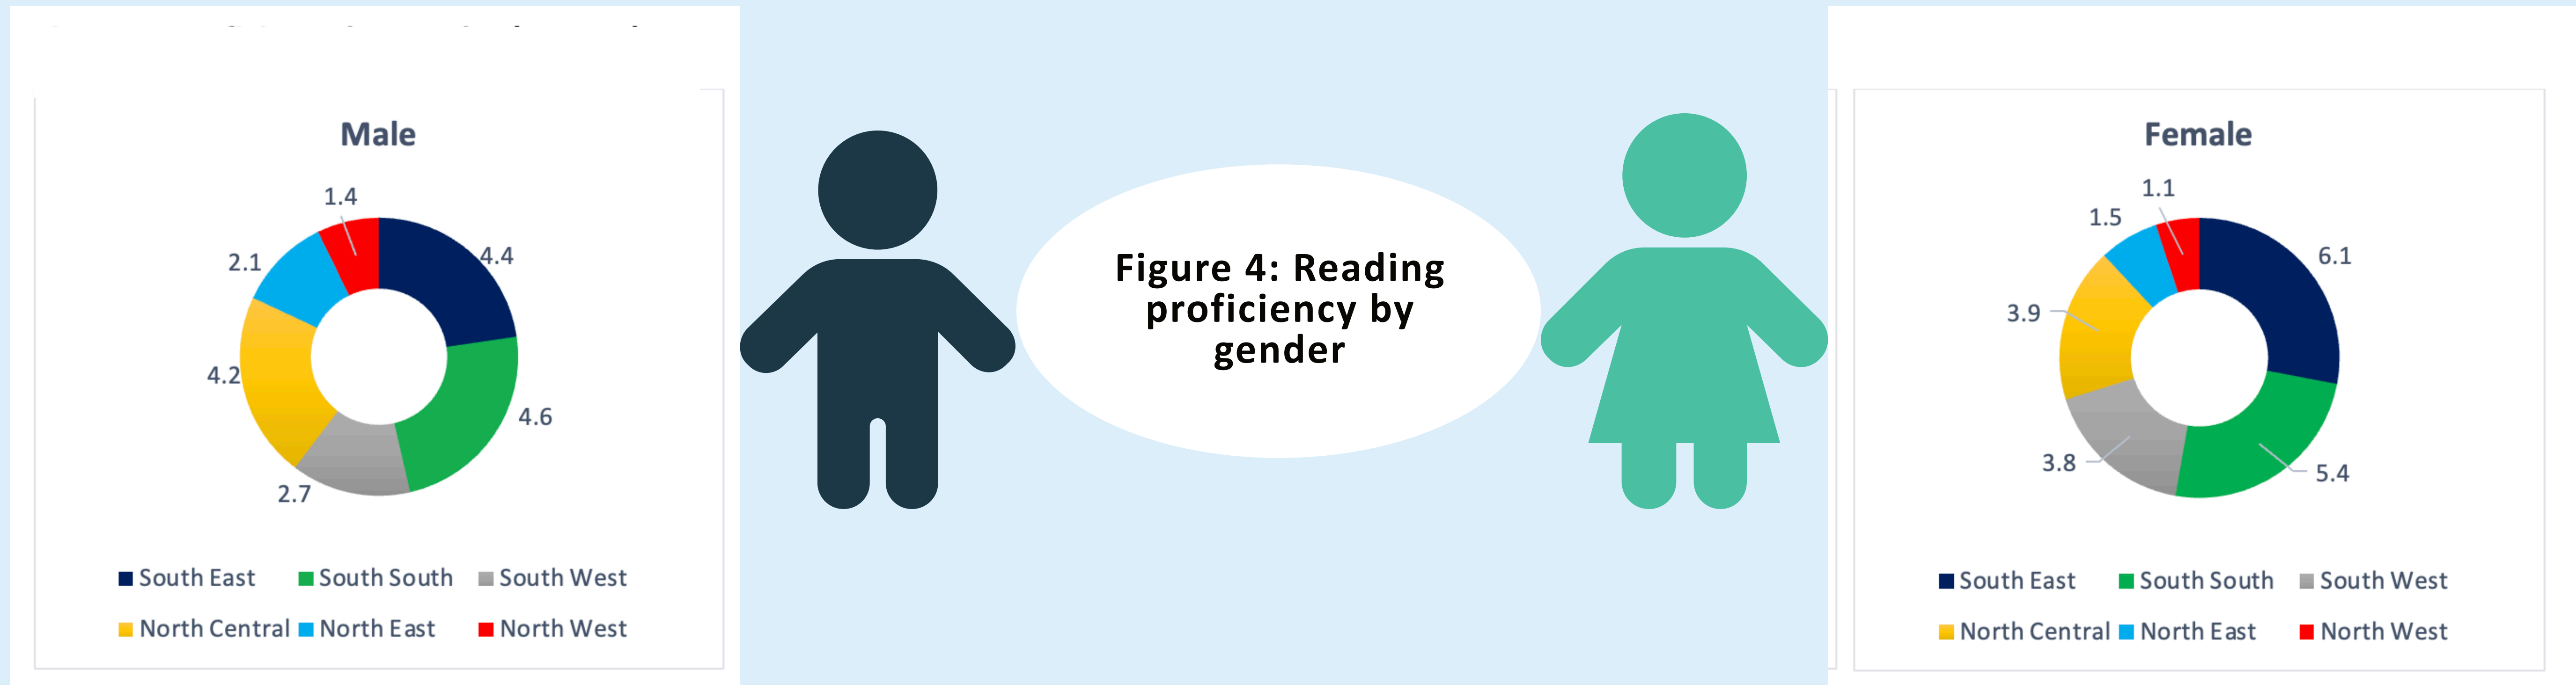 Male
1.4
4.4
2.1
4.2
4.6
2.7
South East South South South West
North Central North East North West
Figure 4: Reading
proficiency by
gender
Female
1.1
1.5
6.1
3.9
3.8
5.4
South East South South South West
North Central North East North West